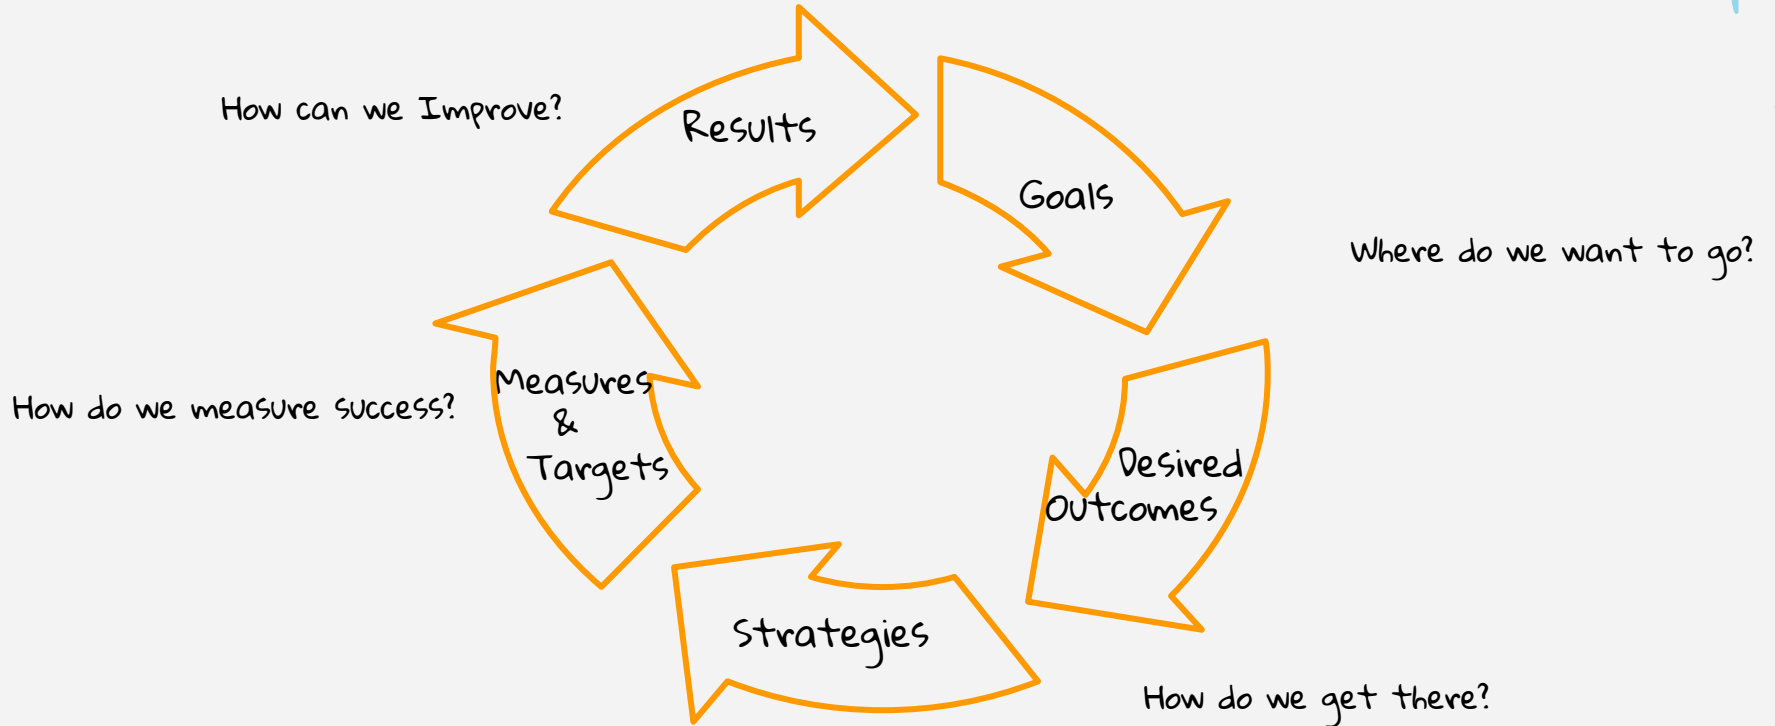 How can we Improve?
Results
Goals
Where do we want to go?
Measures
&
Targets
How do we measure success?
Desired
Outcomes
Strategies
How do we get there?